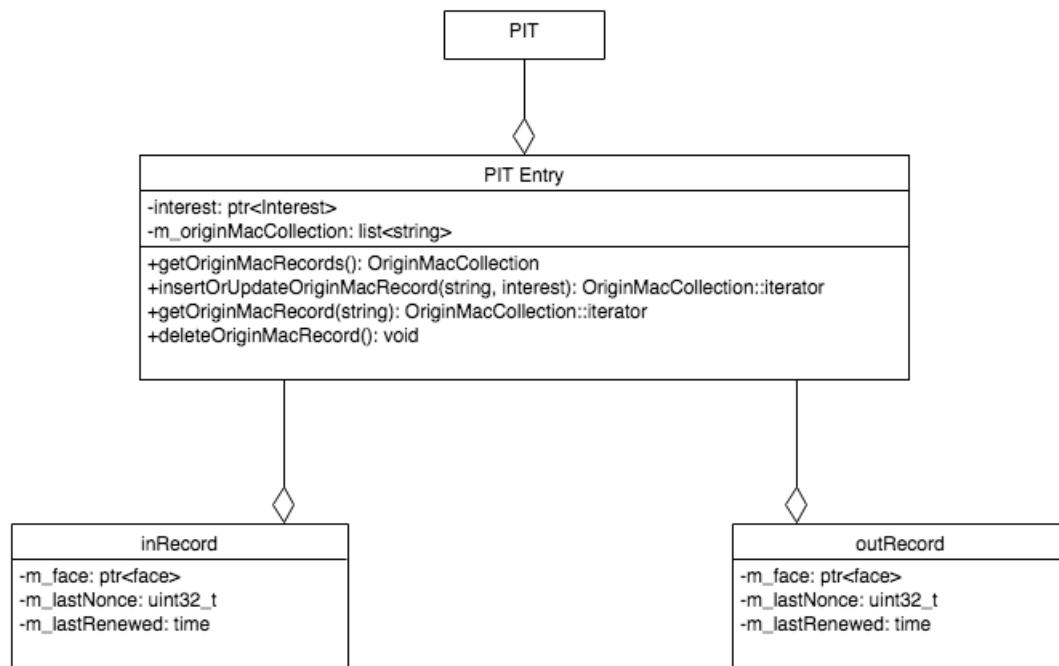 PIT
PIT Entry
-interest: ptr<Interest>
-m_originMacCollection: list<string>
+getOriginMacRecords(): OriginMacCollection
+insertOrUpdateOriginMacRecord(string, interest): OriginMacCollection::iterator
+getOriginMacRecord(string): OriginMacCollection::iterator
+deleteOriginMacRecord(): void
inRecord
-m_face: ptr<face>
-m_lastNonce: uint32_t
-m_lastRenewed: time
outRecord
-m_face: ptr<face>
-m_lastNonce: uint32_t
-m_lastRenewed: time